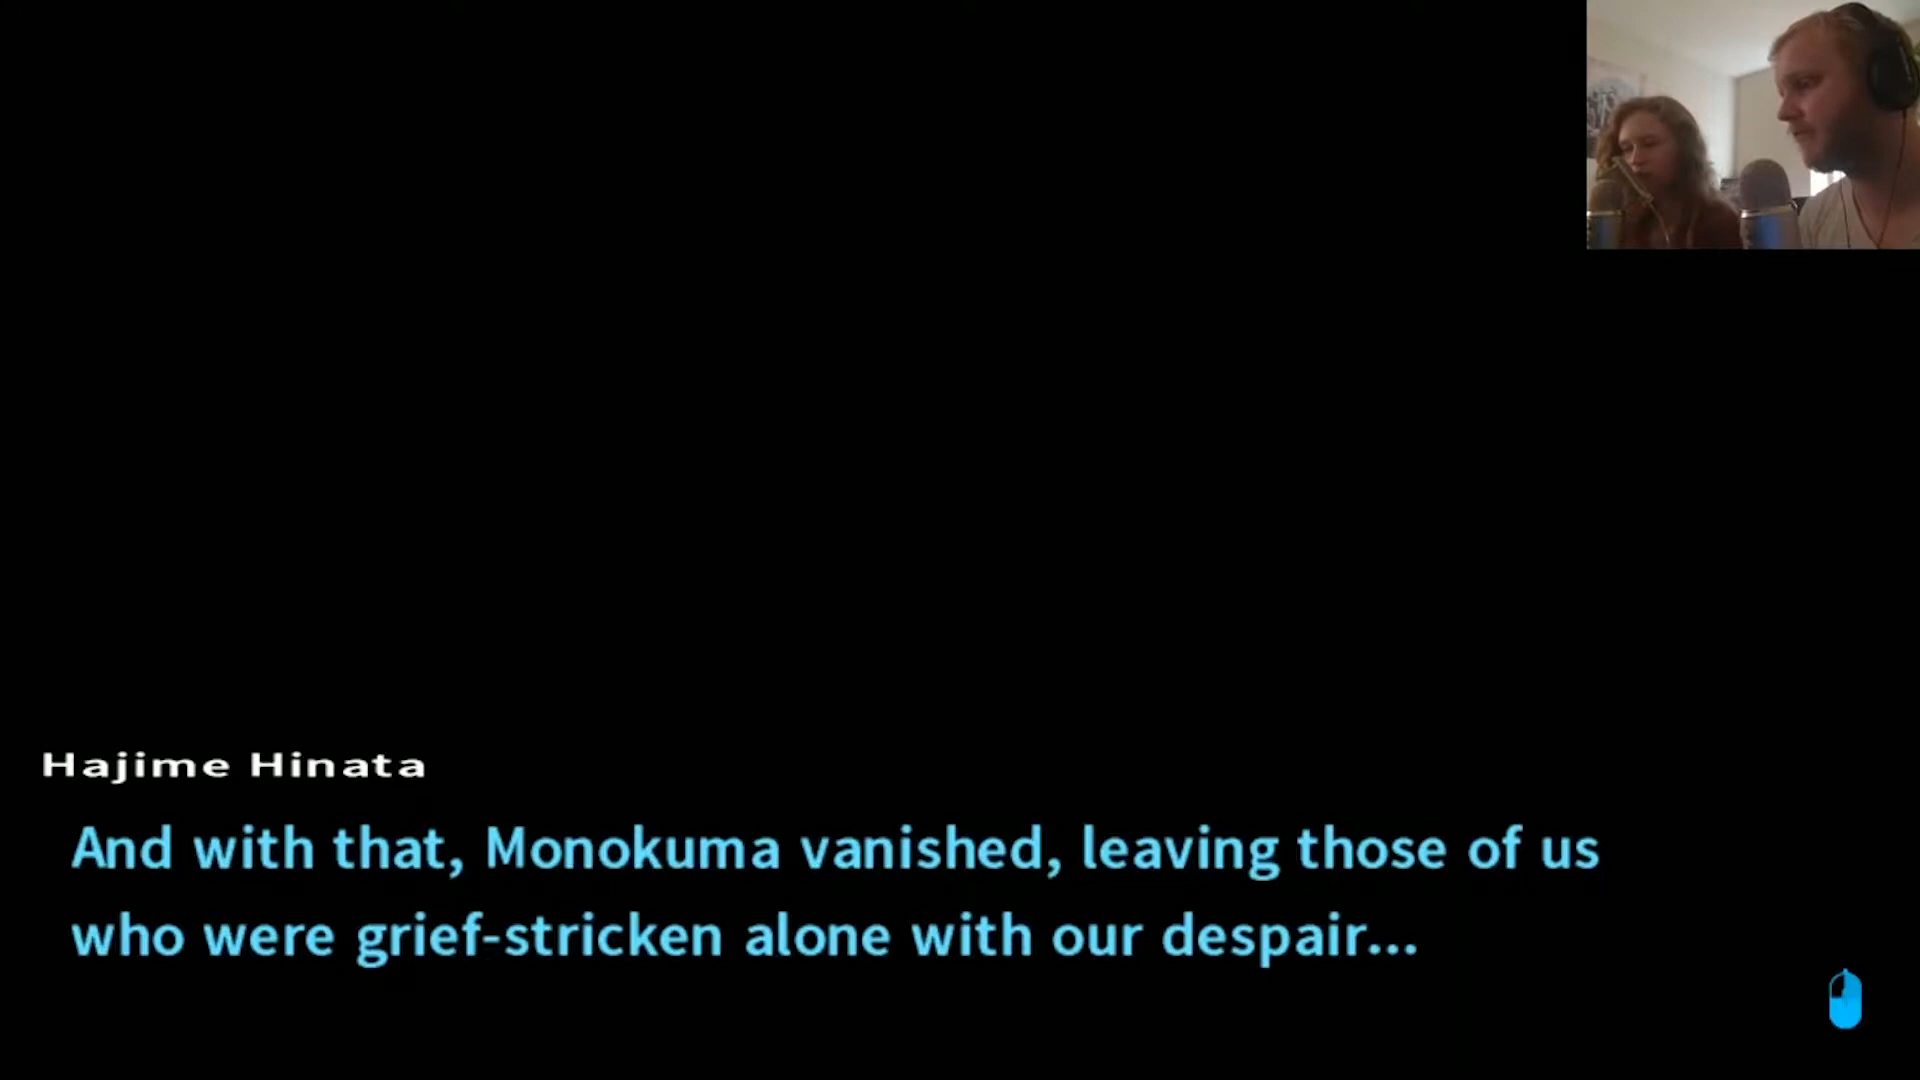 Hajime Hinata
And with that, Monokuma vanished, leaving those of us
who were grief-stricken alone with our despair...